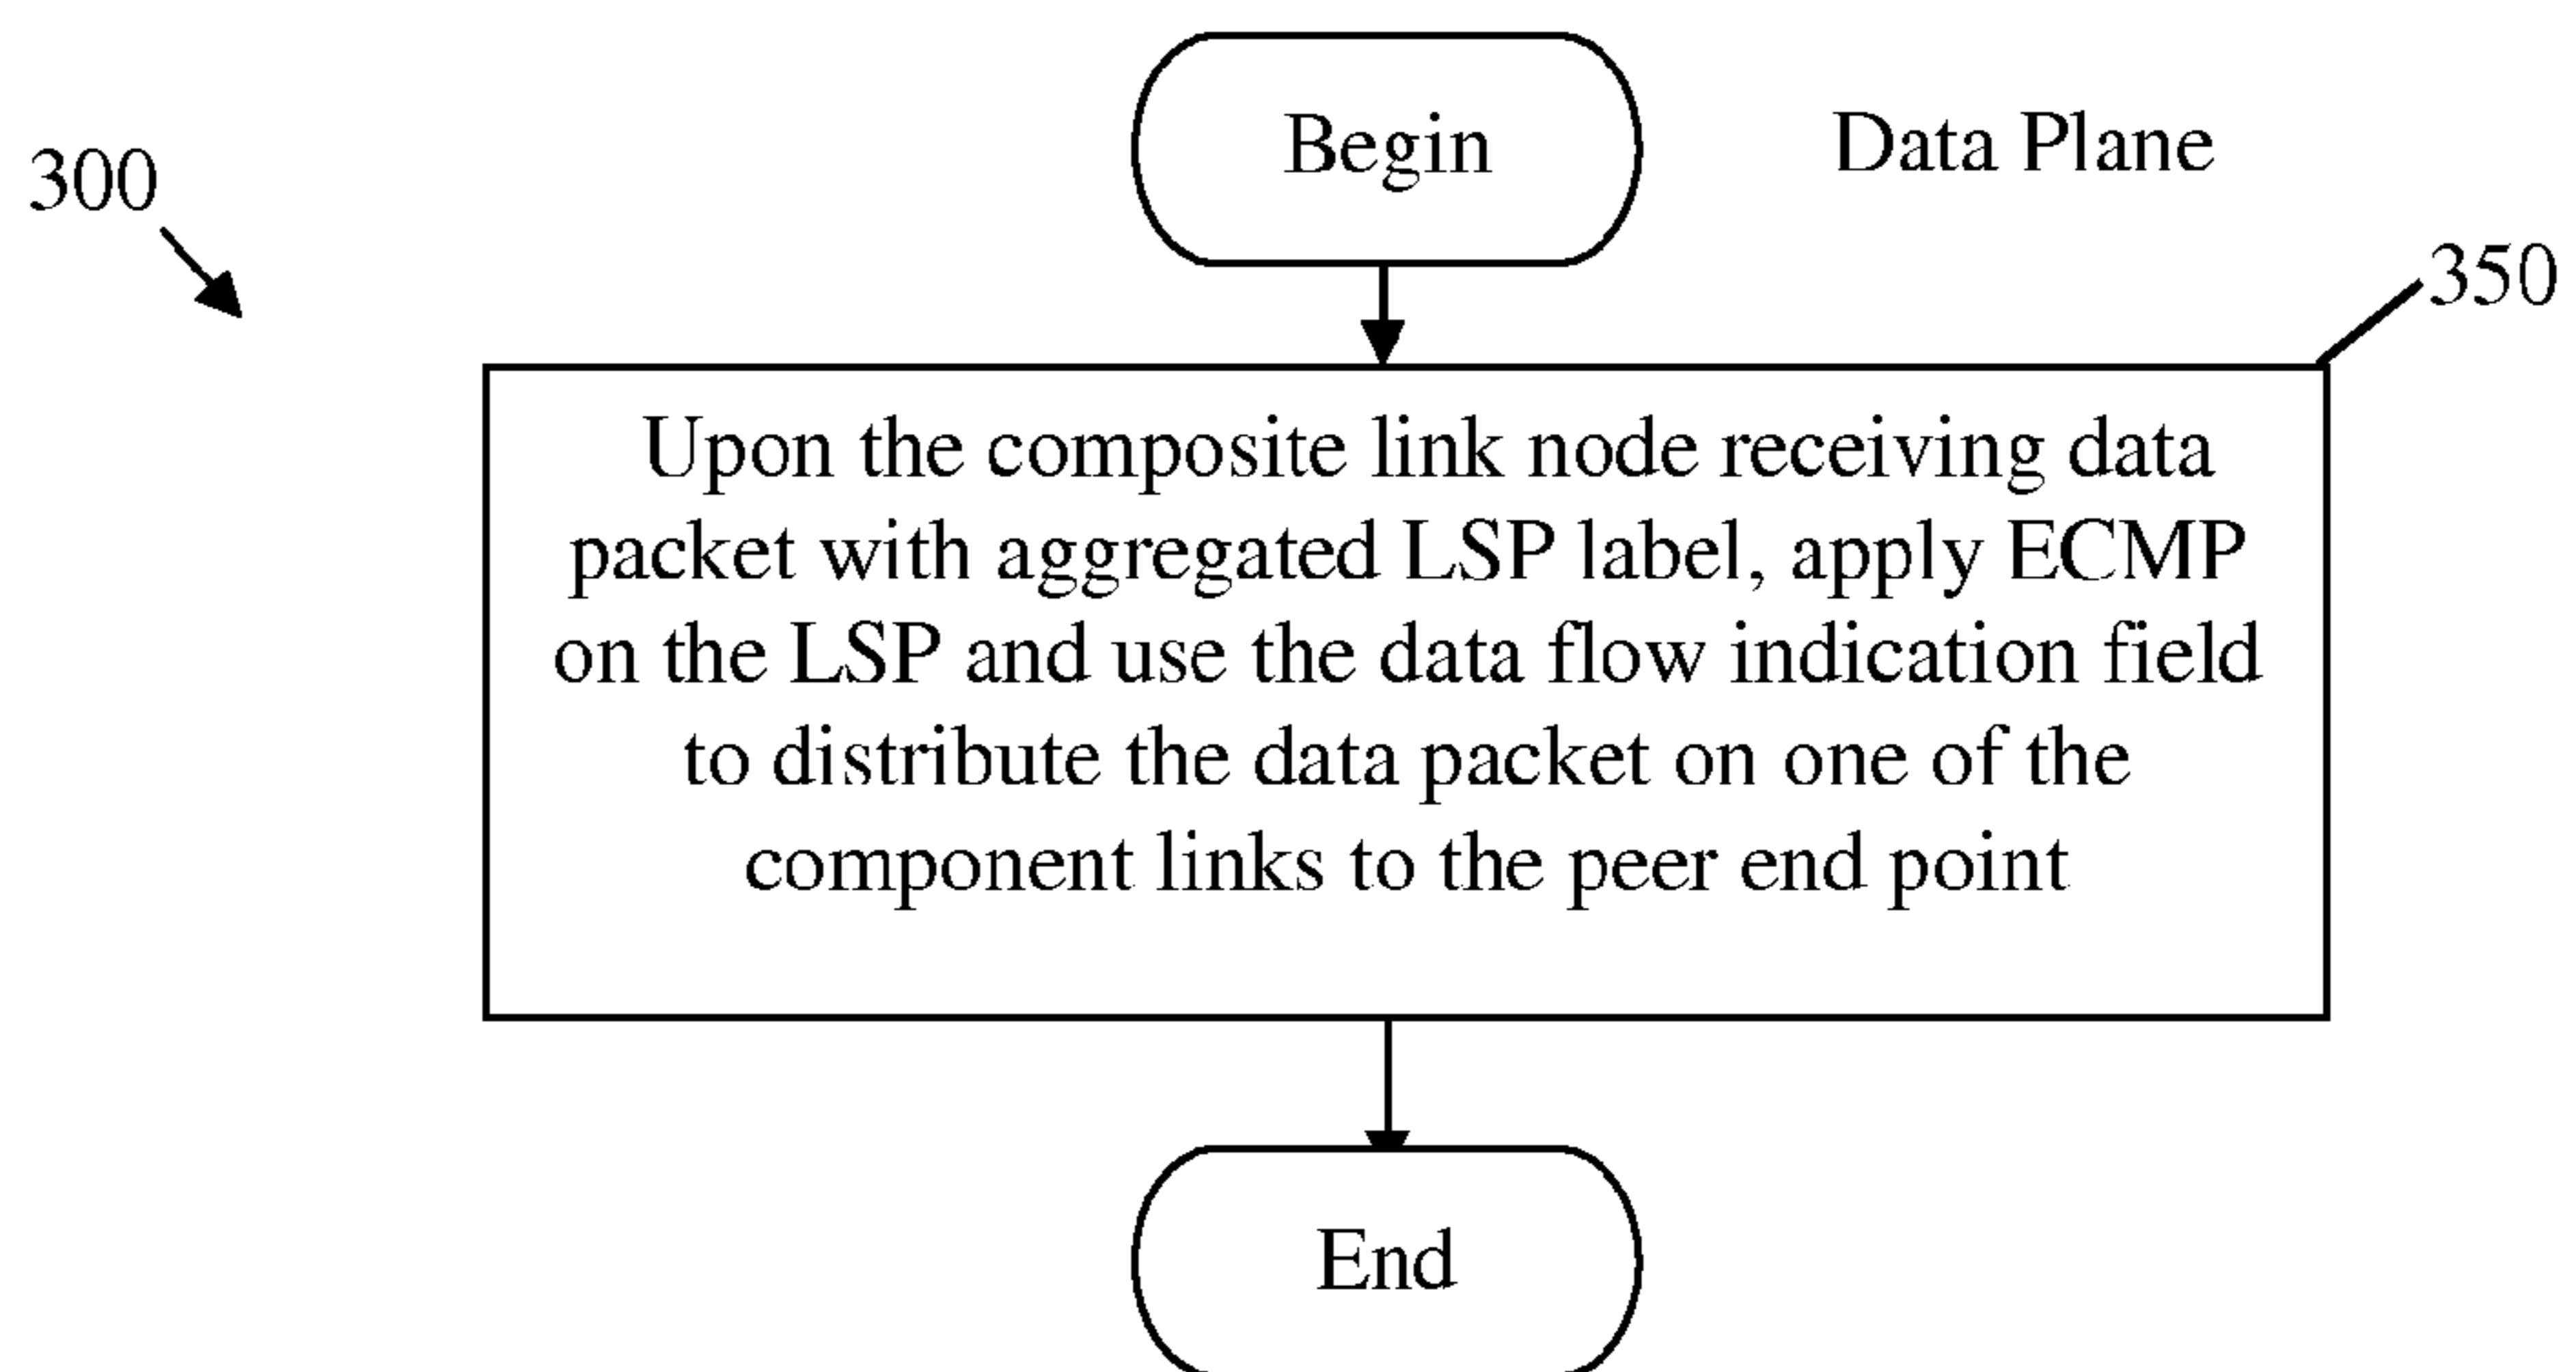 Begin
Data Plane
300
350
Upon the composite link node receiving data
packet with aggregated LSP label, apply ECMP
on the LSP and use the data flow indication field
to distribute the data packet on one of the
component links to the peer end point
End